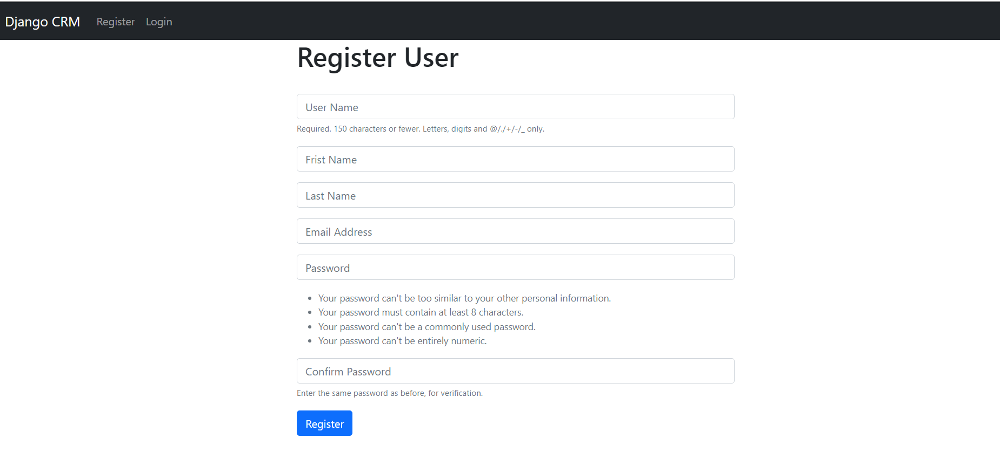 Django CRM Register Login
Register User
User Name
Required. 150 characters or fewer. Letters, digits and @/./+/-/_ only.
Frist Name
Last Name
Email Address
Password
• Your password can't be too similar to your other personal information.
• Your password must contain at least 8 characters.
• Your password can't be a commonly used password.
• Your password can't be entirely numeric.
Confirm Password
Enter the same password as before, for verification.
Register